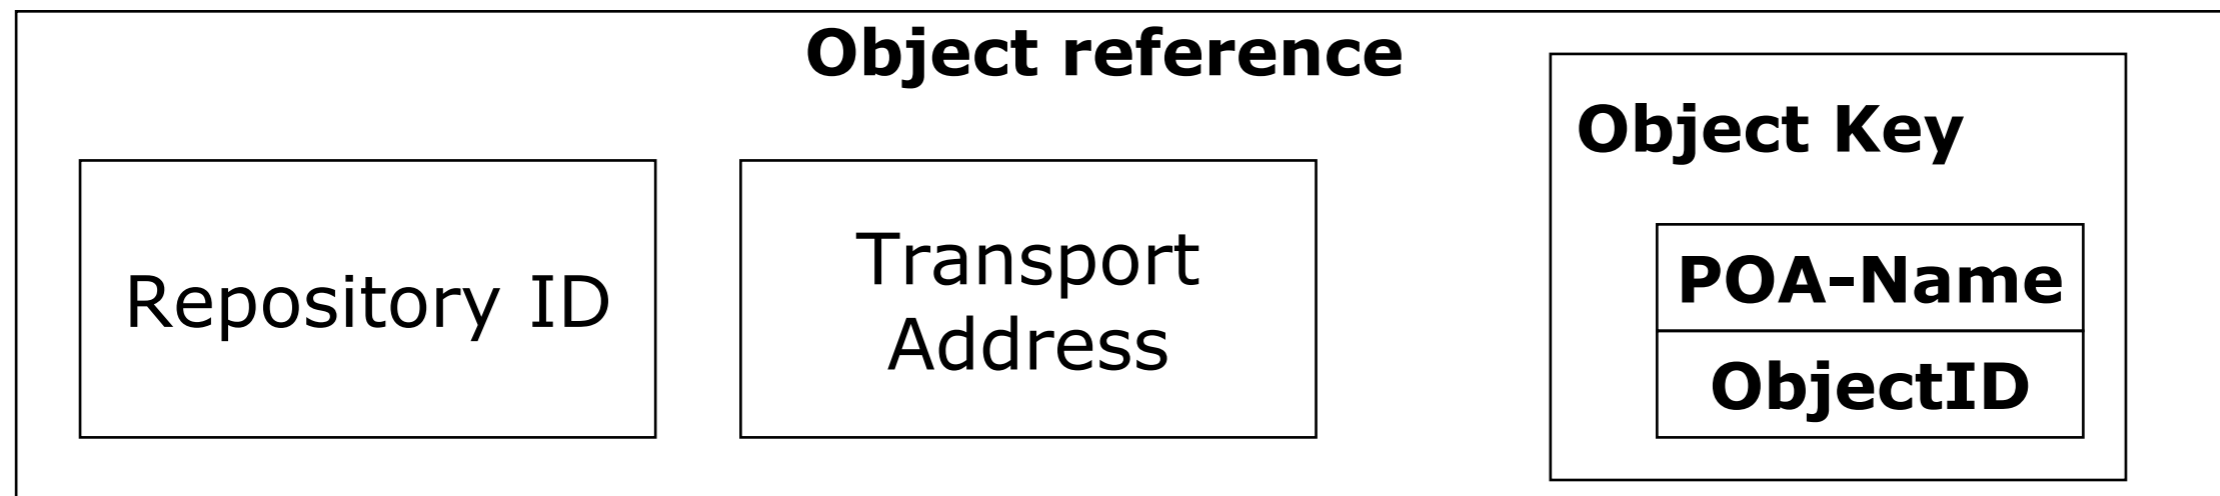 Object reference
Repository ID
Transport
Address
Object Key
POA-Name
ObjectID